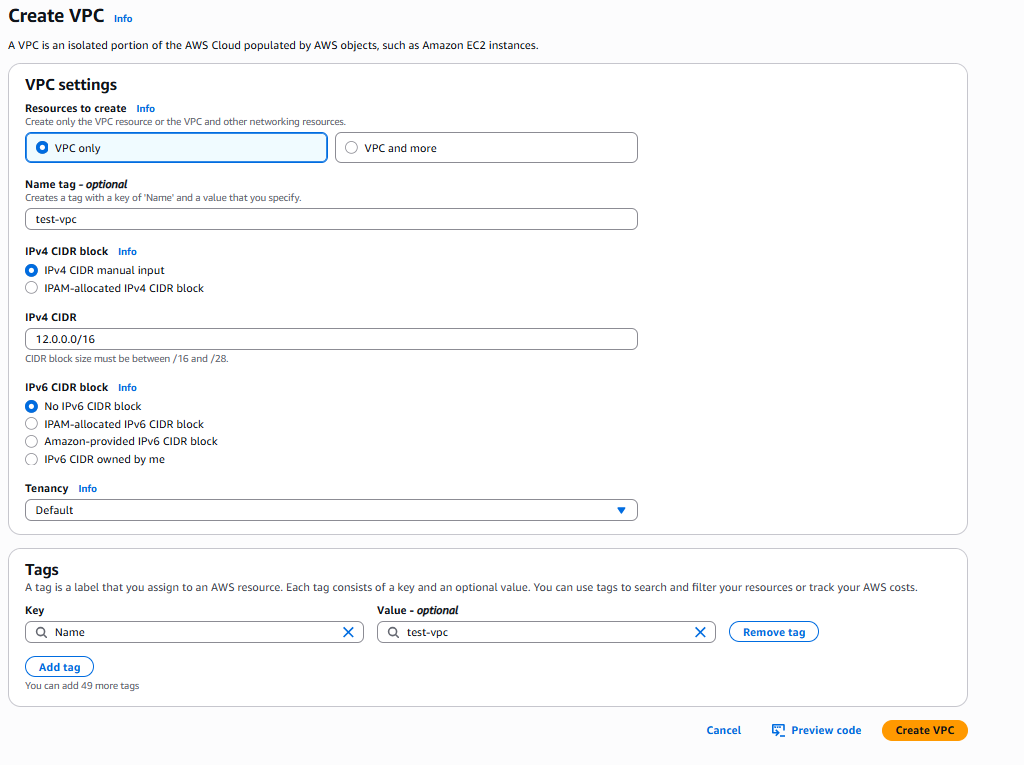 Create VPC Info
A VPC is an isolated portion of the AWS Cloud populated by AWS objects, such as Amazon EC2 instances.
VPC settings
Resources to create Info
Create only the VPC resource or the VPC and other networking resources.
VPC only VPC and more
Name tag - optional
Creates a tag with a key of 'Name' and a value that you specify.
test-vpc
IPv4 CIDR block Info
IPv4 CIDR manual input
IPAM-allocated IPv4 CIDR block
IPv4 CIDR
12.0.0.0/16
CIDR block size must be between /16 and /28.
IPv6 CIDR block Info
No IPv6 CIDR block
IPAM-allocated IPv6 CIDR block
Amazon-provided IPv6 CIDR block
IPv6 CIDR owned by me
Tenancy Info
Default
Tags
A tag is a label that you assign to an AWS resource. Each tag consists of a key and an optional value. You can use tags to search and filter your resources or track your AWS costs.
Key Value - optional
Name test-vpc Remove tag
Add tag
You can add 49 more tags
Cancel Preview code Create VPC